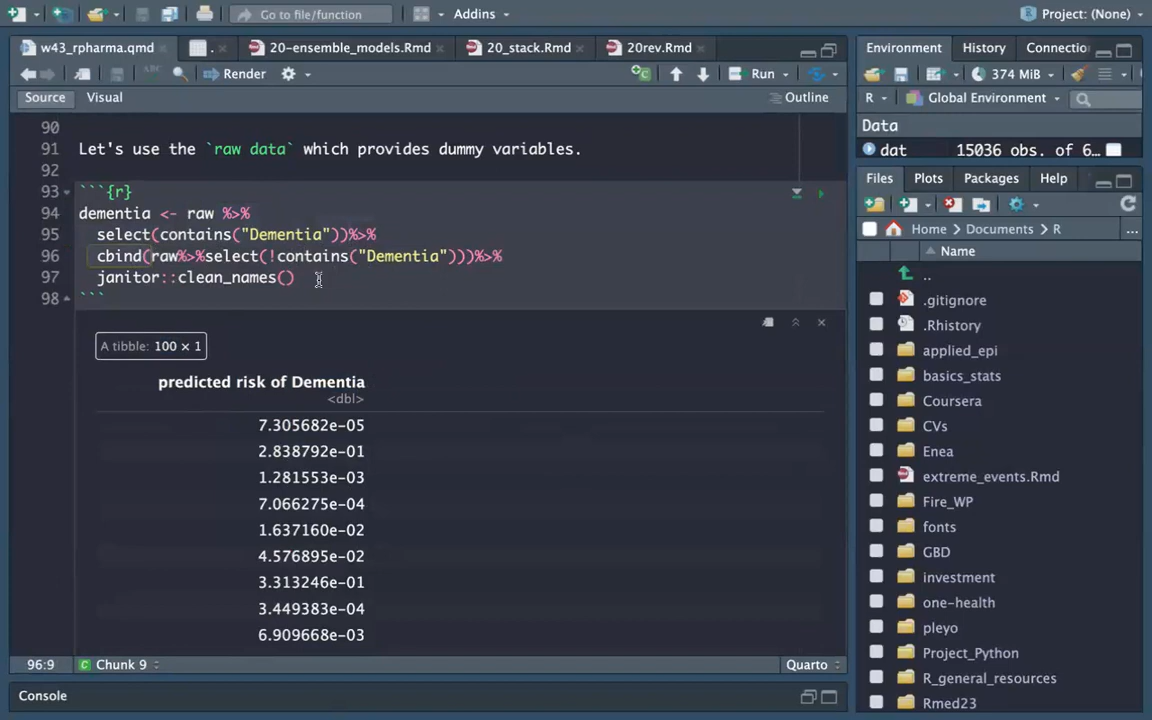 Go to file/function
Addins
Project: (None)
w43_rpharma.qmd
.
20-ensemble_models.Rmd
20_stack.Rmd
20rev.Rmd
ABC
Render
Run
Source
Visual
Outline
90
91 Let's use the `raw data` which provides dummy variables.
92
93 ```{r}
94 dementia <- raw %>%
95 select(contains("Dementia"))%>%
96 cbind(raw%>%select(!contains("Dementia")))%>%
97 janitor::clean_names()
98 ```
A tibble: 100 × 1
predicted risk of Dementia
<dbl>
7.305682e-05
2.838792e-01
1.281553e-03
7.066275e-04
1.637160e-02
4.576895e-02
3.313246e-01
3.449383e-04
6.909668e-03
96:9
Chunk 9
Quarto
Console
Environment
History
Connectio
374 MiB
R
Global Environment
Data
dat
15036 obs. of 6…
Files
Plots
Packages
Help
Home
Documents
R
...
Name
..
.gitignore
.Rhistory
applied_epi
basics_stats
Coursera
CVs
Enea
extreme_events.Rmd
Fire_WP
fonts
GBD
investment
one-health
pleyo
Project_Python
R_general_resources
Rmed23